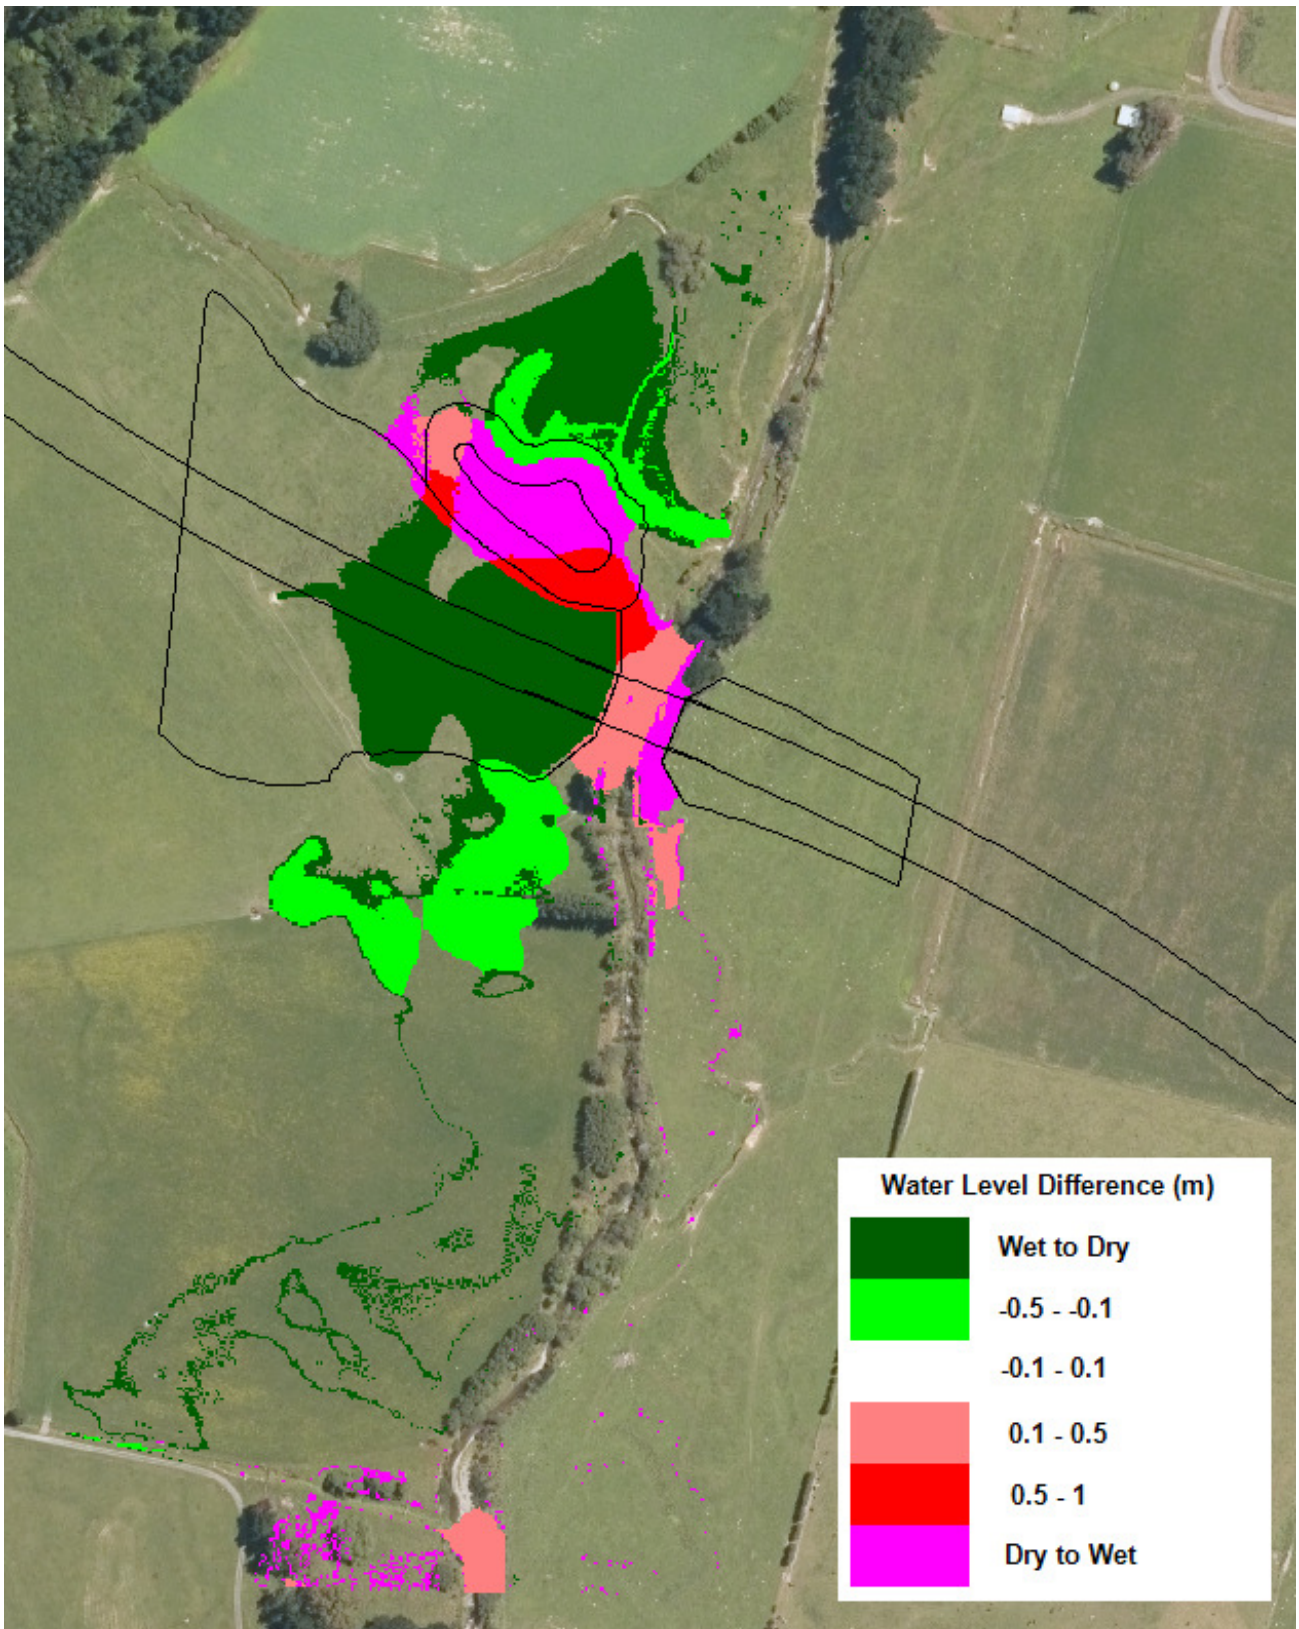 Water Level Difference (m)
Wet to Dry
-0.5 - -0.1
-0.1 - 0.1
0.1 - 0.5
0.5 - 1
Dry to Wet